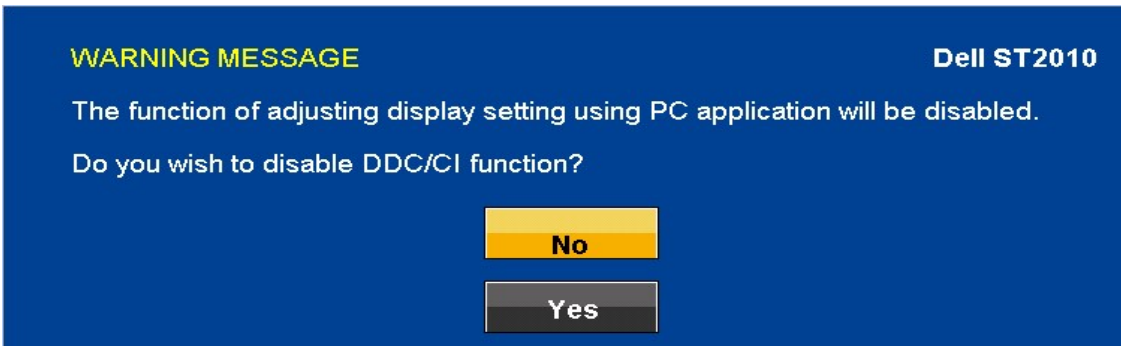 WARNING MESSAGE Dell ST2010
The function of adjusting display setting using PC application will be disabled.
Do you wish to disable DDC/CI function?
No
Yes